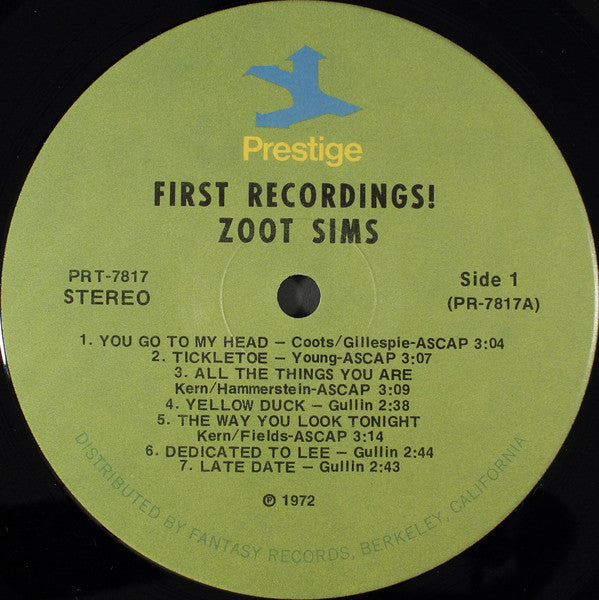 Prestige
FIRST RECORDINGS!
ZOOT SIMS
PRT-7817
STEREO
Side 1
(PR-7817A)
1. YOU GO TO MY HEAD – Coots/Gillespie-ASCAP 3:04
2. TICKLETOE – Young-ASCAP 3:07
3. ALL THE THINGS YOU ARE
Kern/Hammerstein-ASCAP 3:09
4. YELLOW DUCK – Gullin 2:38
5. THE WAY YOU LOOK TONIGHT
Kern/Fields-ASCAP 3:14
6. DEDICATED TO LEE – Gullin 2:44
7. LATE DATE – Gullin 2:43
℗ 1972
DISTRIBUTED BY FANTASY RECORDS, BERKELEY, CALIFORNIA